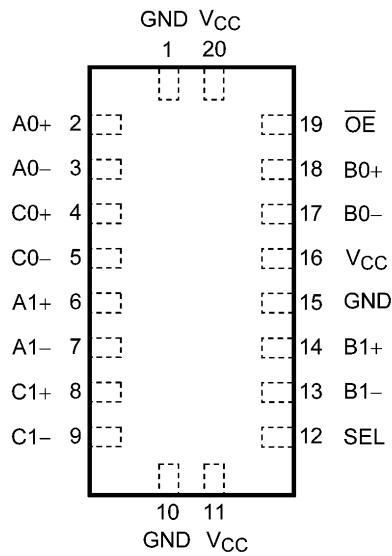 GND VCC
1 20
A0+ 2 19 OE
A0− 3 18 B0+
C0+ 4 17 B0−
C0− 5 16 VCC
A1+ 6 15 GND
A1− 7 14 B1+
C1+ 8 13 B1−
C1− 9 12 SEL
10 11
GND VCC